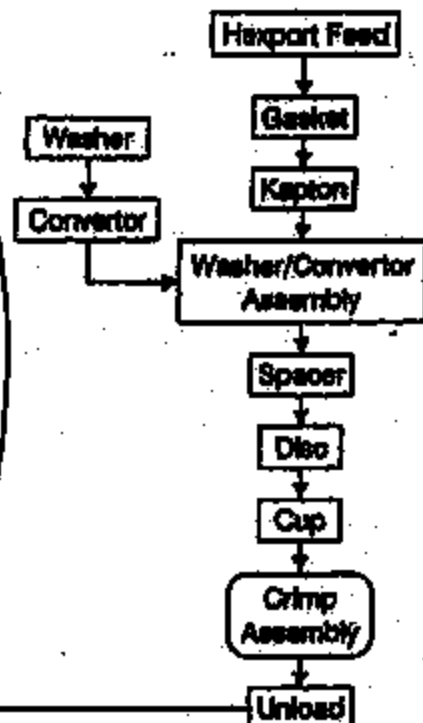 Hexport Feed
Gasket
Washer
Kapton
Convertor
Washer/Convertor
Assembly
Spacer
Disc
Cup
Crimp
Assembly
Unload